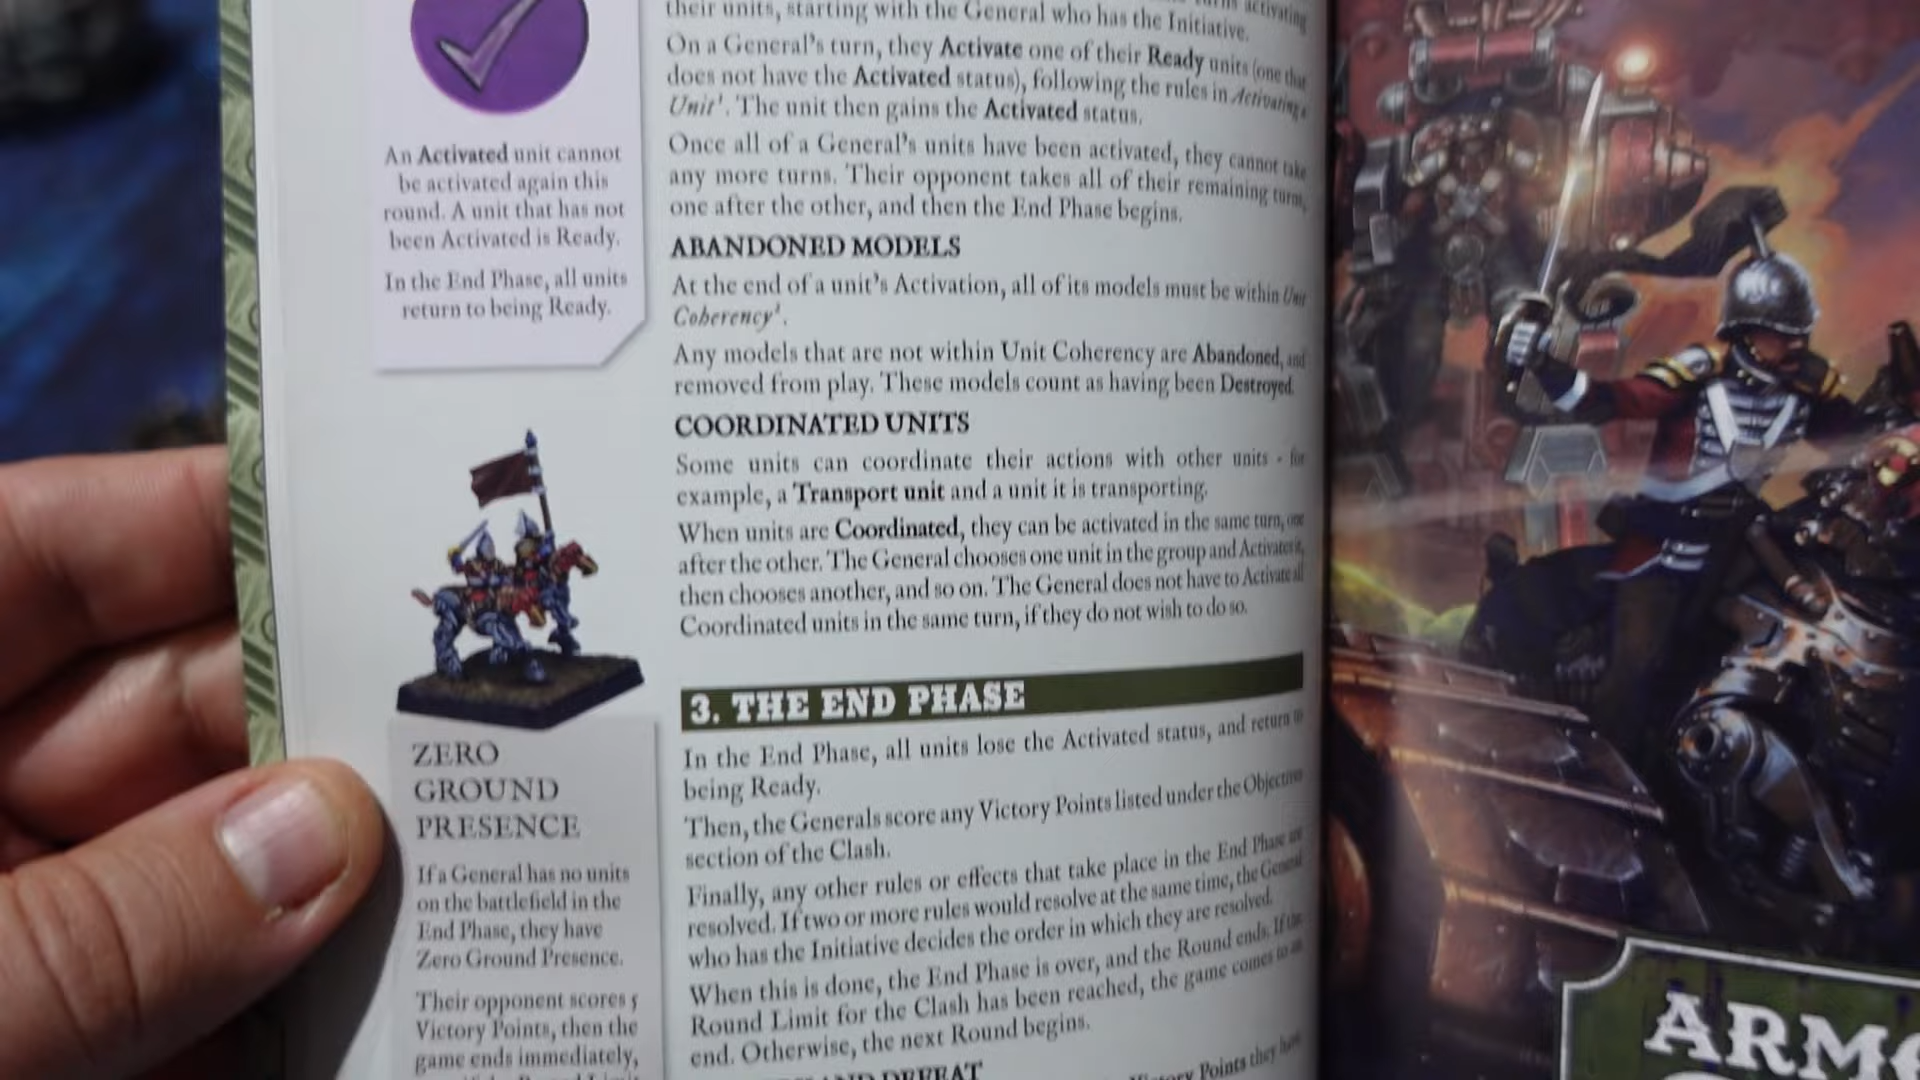 An Activated unit cannot
be activated again this
round. A unit that has not
been Activated is Ready.
In the End Phase, all units
return to being Ready.
ZERO
GROUND
PRESENCE
If a General has no units
on the battlefield in the
End Phase, they have
Zero Ground Presence.
Their opponent scores 5
Victory Points, then the
game ends immediately,
their units, starting with the General who has the Initiative.
On a General's turn, they Activate one of their Ready units (one that
does not have the Activated status), following the rules in Activating a
Unit¹. The unit then gains the Activated status.
Once all of a General's units have been activated, they cannot take
any more turns. Their opponent takes all of their remaining turns,
one after the other, and then the End Phase begins.
ABANDONED MODELS
At the end of a unit's Activation, all of its models must be within Unit
Coherency².
Any models that are not within Unit Coherency are Abandoned, and
removed from play. These models count as having been Destroyed.
COORDINATED UNITS
Some units can coordinate their actions with other units - for
example, a Transport unit and a unit it is transporting.
When units are Coordinated, they can be activated in the same turn, one
after the other. The General chooses one unit in the group and Activates it,
then chooses another, and so on. The General does not have to Activate all
Coordinated units in the same turn, if they do not wish to do so.
3. THE END PHASE
In the End Phase, all units lose the Activated status, and return to
being Ready.
Then, the Generals score any Victory Points listed under the Objectives
section of the Clash.
Finally, any other rules or effects that take place in the End Phase are
resolved. If two or more rules would resolve at the same time, the General
who has the Initiative decides the order in which they are resolved.
When this is done, the End Phase is over, and the Round ends. If the
Round Limit for the Clash has been reached, the game comes to an
end. Otherwise, the next Round begins.
AND DEFEAT
Victory Points they have